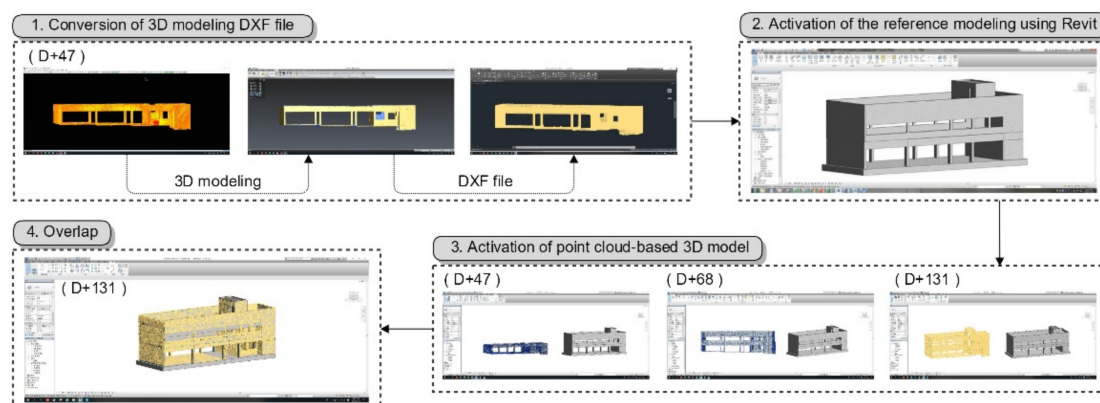 1. Conversion of 3D modeling DXF file
( D+47 )
3D modeling
DXF file
2. Activation of the reference modeling using Revit
3. Activation of point cloud-based 3D model
( D+47 )
( D+68 )
( D+131 )
4. Overlap
( D+131 )